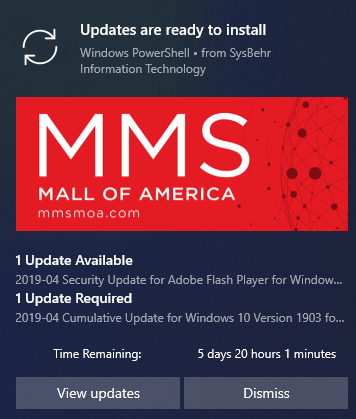 Updates are ready to install
Windows PowerShell • from SysBehr
Information Technology
MMS
MALL OF AMERICA
mmsmoa.com
1 Update Available
2019-04 Security Update for Adobe Flash Player for Window...
1 Update Required
2019-04 Cumulative Update for Windows 10 Version 1903 fo...
Time Remaining: 5 days 20 hours 1 minutes
View updates Dismiss